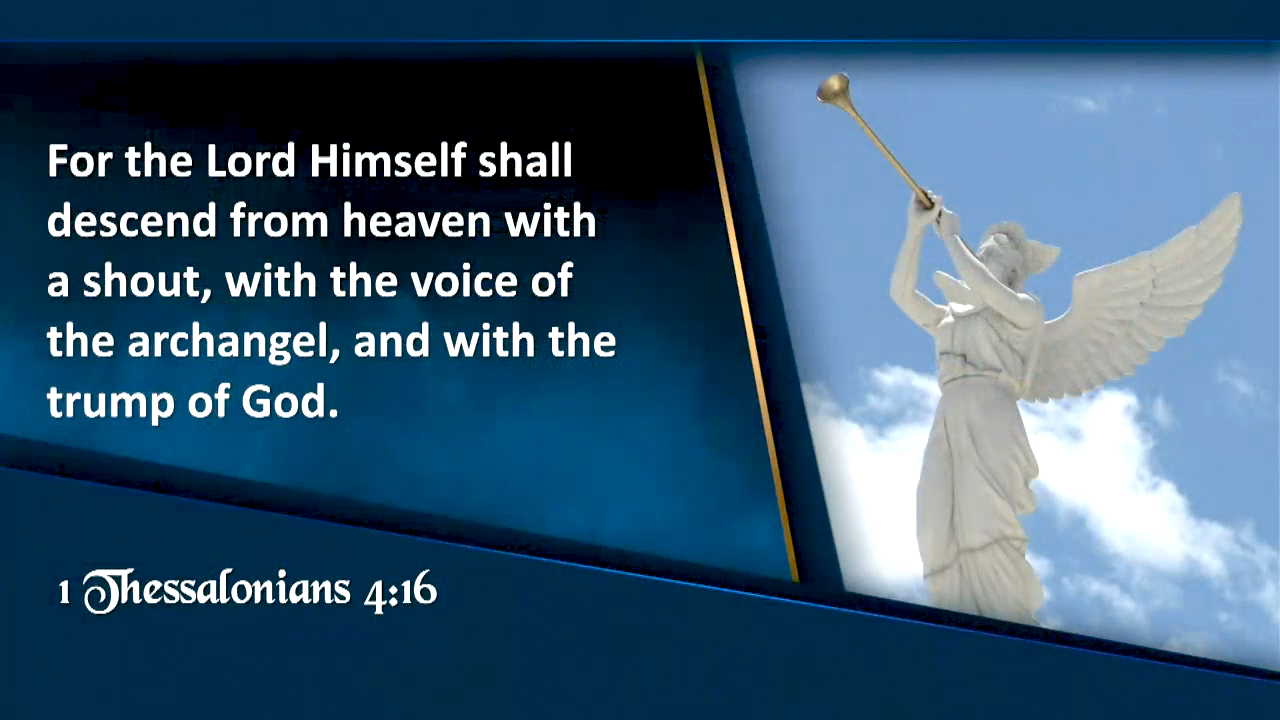 For the Lord Himself shall
descend from heaven with
a shout, with the voice of
the archangel, and with the
trump of God.
1 Thessalonians 4:16